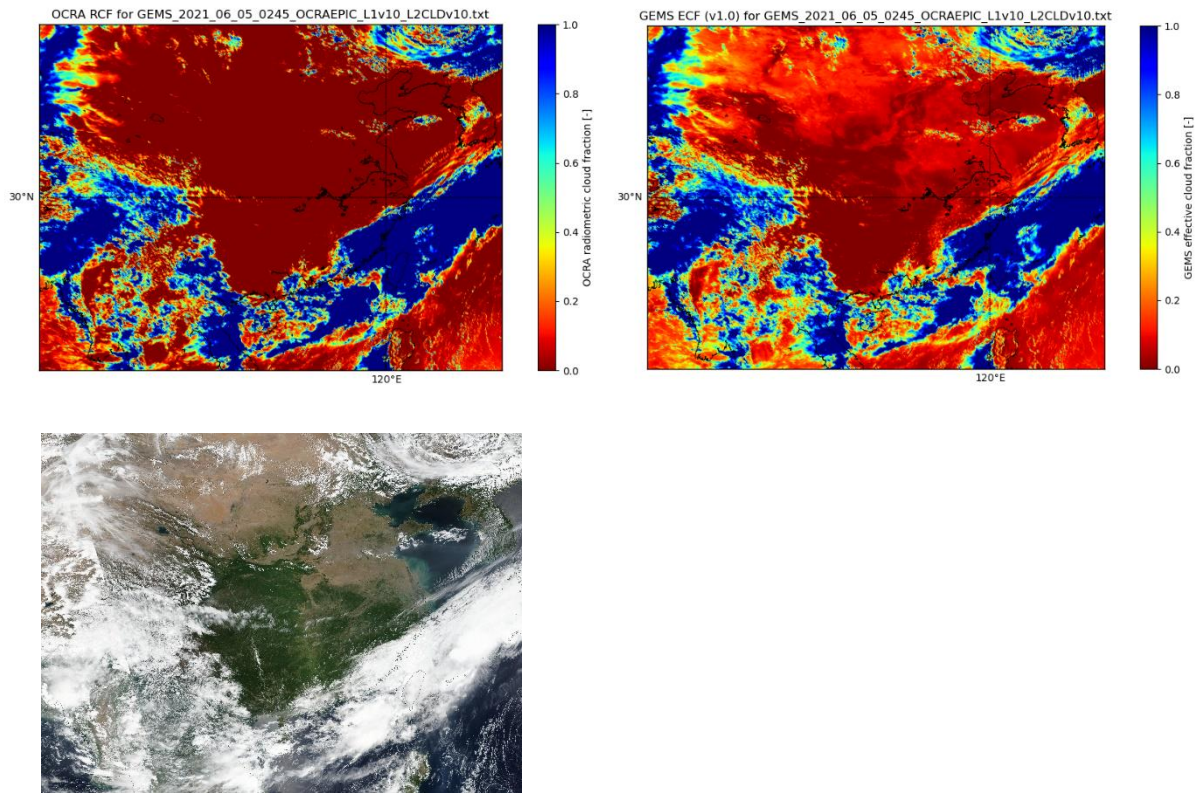 OCRA RCF for GEMS_2021_06_05_0245_OCRAEPIC_L1v10_L2CLDv10.txt
30°N
120°E
1.0
0.8
0.6
0.4
0.2
0.0
OCRA radiometric cloud fraction [-]
GEMS ECF (v1.0) for GEMS_2021_06_05_0245_OCRAEPIC_L1v10_L2CLDv10.txt
30°N
120°E
1.0
0.8
0.6
0.4
0.2
0.0
GEMS effective cloud fraction [-]